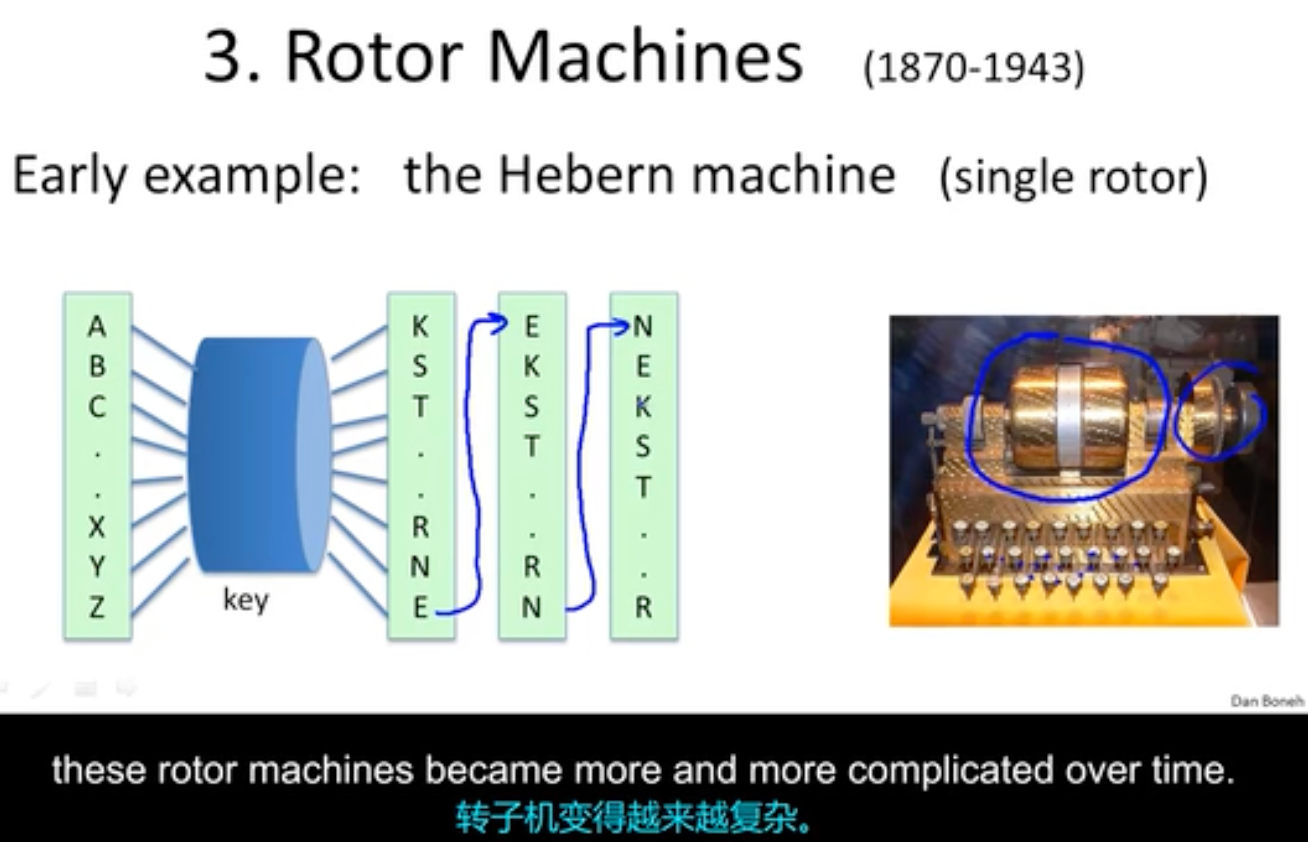 3. Rotor Machines (1870-1943)
Early example: the Hebern machine (single rotor)
A
B
C
.
.
X
Y
Z
key
K
S
T
.
.
R
N
E
E
K
S
T
.
.
R
N
N
E
K
S
T
.
.
R
Dan Boneh
these rotor machines became more and more complicated over time.
转子机变得越来越复杂。